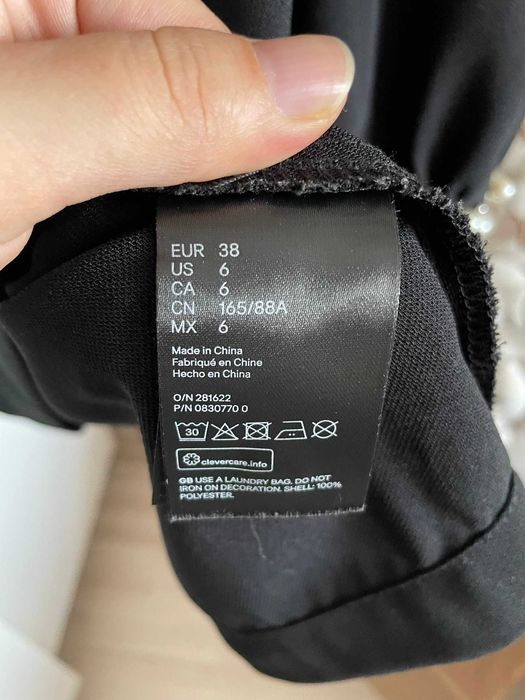 EUR 38
US 6
CA 6
CN 165/88A
MX 6
Made in China
Fabriqué en Chine
Hecho en China
O/N 281622
P/N 0830770 0
30
clevercare.info
GB USE A LAUNDRY BAG. DO NOT
IRON ON DECORATION. SHELL: 100%
POLYESTER.